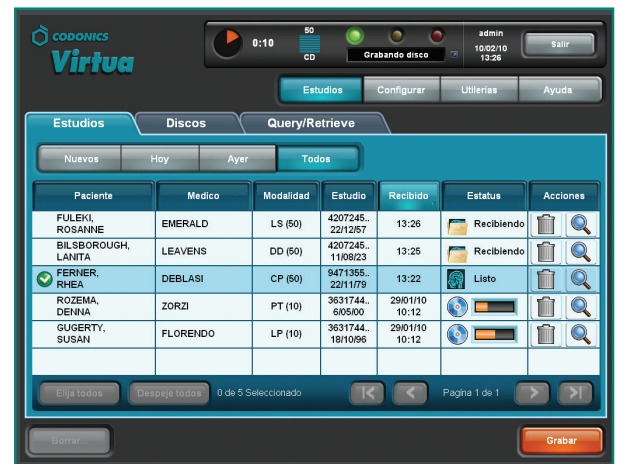 CODONICS
Virtua
0:10
50
CD
Grabando disco
admin
10/02/10
13:26
Salir
Estudios
Configurar
Utilerias
Ayuda
Estudios
Discos
Query/Retrieve
Nuevos
Hoy
Ayer
Todos
Paciente
Medico
Modalidad
Estudio
Recibido
Estatus
Acciones
FULEKI,
ROSANNE
EMERALD
LS (50)
4207245..
22/12/57
13:26
Recibiendo
BILSBOROUGH,
LANITA
LEAVENS
DD (50)
4207245..
11/08/23
13:25
Recibiendo
FERNER,
RHEA
DEBLASI
CP (50)
9471355..
22/11/79
13:22
Listo
ROZEMA,
DENNA
ZORZI
PT (10)
3631744..
6/05/00
29/01/10
10:12
GUGERTY,
SUSAN
FLORENDO
LP (10)
3631744..
18/10/96
29/01/10
10:12
Elija todos
Despeje todos
0 de 5 Seleccionado
Pagina 1 de 1
Borrar...
Grabar